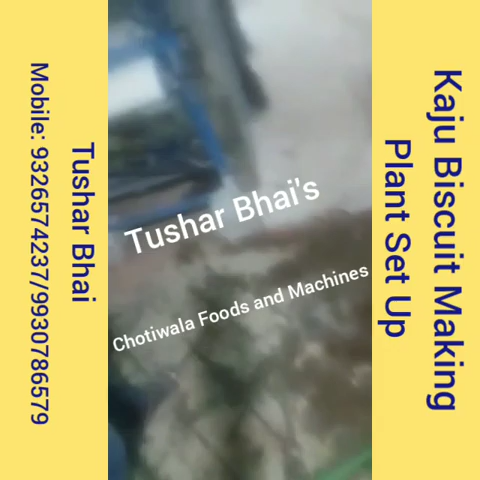 Kaju Biscuit Making
Plant Set Up
Tushar Bhai's
Chotiwala Foods and Machines
Tushar Bhai
Mobile: 9326574237/9930786579